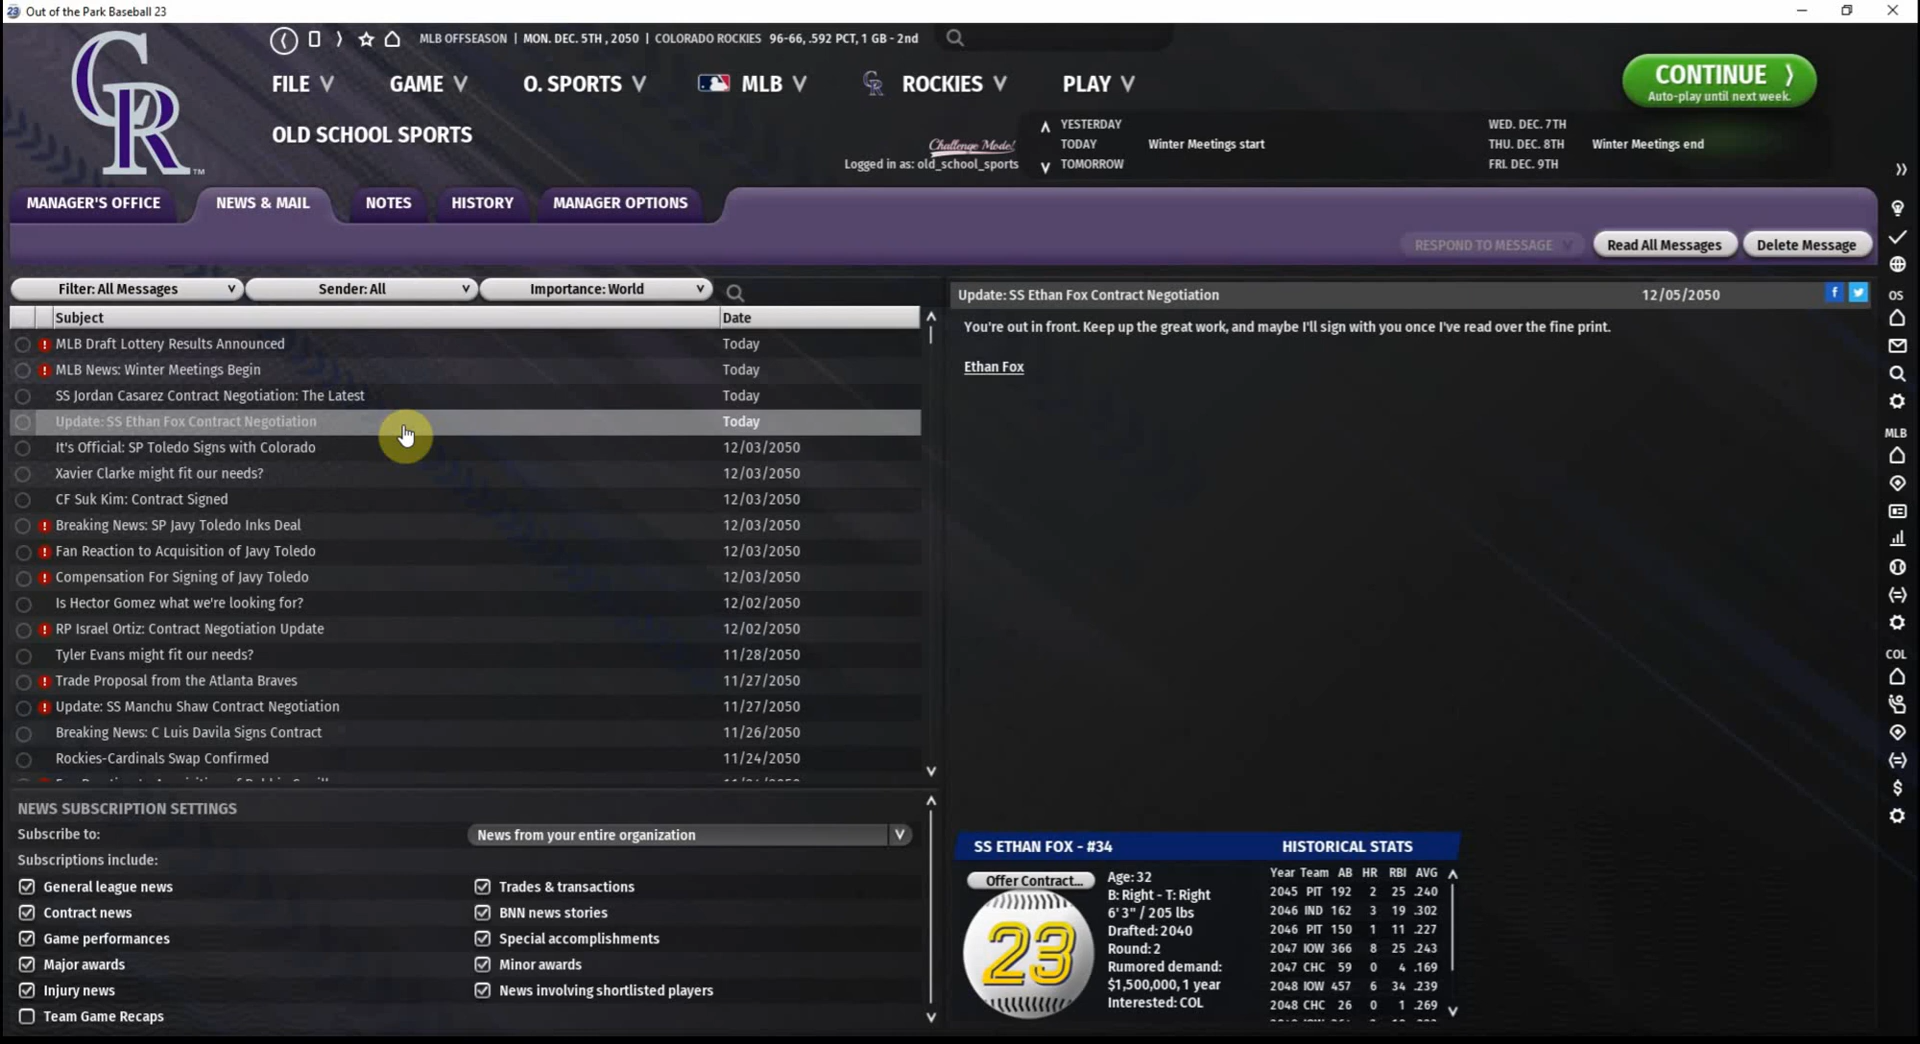 Out of the Park Baseball 23
MLB OFFSEASON | MON. DEC. 5TH, 2050 | COLORADO ROCKIES 96-66, .592 PCT, 1 GB - 2nd
FILE GAME O. SPORTS MLB ROCKIES PLAY
CONTINUE
Auto-play until next week.
CR
TM
OLD SCHOOL SPORTS
Challenge Mode!
Logged in as: old_school_sports
YESTERDAY
TODAY Winter Meetings start
TOMORROW
WED. DEC. 7TH
THU. DEC. 8TH Winter Meetings end
FRI. DEC. 9TH
MANAGER'S OFFICE NEWS & MAIL NOTES HISTORY MANAGER OPTIONS
RESPOND TO MESSAGE Read All Messages Delete Message
Filter: All Messages Sender: All Importance: World
Subject Date
MLB Draft Lottery Results Announced Today
MLB News: Winter Meetings Begin Today
SS Jordan Casarez Contract Negotiation: The Latest Today
Update: SS Ethan Fox Contract Negotiation Today
It's Official: SP Toledo Signs with Colorado 12/03/2050
Xavier Clarke might fit our needs? 12/03/2050
CF Suk Kim: Contract Signed 12/03/2050
Breaking News: SP Javy Toledo Inks Deal 12/03/2050
Fan Reaction to Acquisition of Javy Toledo 12/03/2050
Compensation For Signing of Javy Toledo 12/03/2050
Is Hector Gomez what we're looking for? 12/02/2050
RP Israel Ortiz: Contract Negotiation Update 12/02/2050
Tyler Evans might fit our needs? 11/28/2050
Trade Proposal from the Atlanta Braves 11/27/2050
Update: SS Manchu Shaw Contract Negotiation 11/27/2050
Breaking News: C Luis Davila Signs Contract 11/26/2050
Rockies-Cardinals Swap Confirmed 11/24/2050
Update: SS Ethan Fox Contract Negotiation 12/05/2050
You're out in front. Keep up the great work, and maybe I'll sign with you once I've read over the fine print.
Ethan Fox
NEWS SUBSCRIPTION SETTINGS
Subscribe to: News from your entire organization
Subscriptions include:
General league news Trades & transactions
Contract news BNN news stories
Game performances Special accomplishments
Major awards Minor awards
Injury news News involving shortlisted players
Team Game Recaps
SS ETHAN FOX - #34
Offer Contract...
23
Age: 32
B: Right - T: Right
6' 3" / 205 lbs
Drafted: 2040
Round: 2
Rumored demand:
$1,500,000, 1 year
Interested: COL
HISTORICAL STATS
Year Team AB HR RBI AVG
2045 PIT 192 2 25 .240
2046 IND 162 3 19 .302
2046 PIT 150 1 11 .227
2047 IOW 366 8 25 .243
2047 CHC 59 0 4 .169
2048 IOW 457 6 34 .239
2048 CHC 26 0 1 .269
OS
MLB
COL